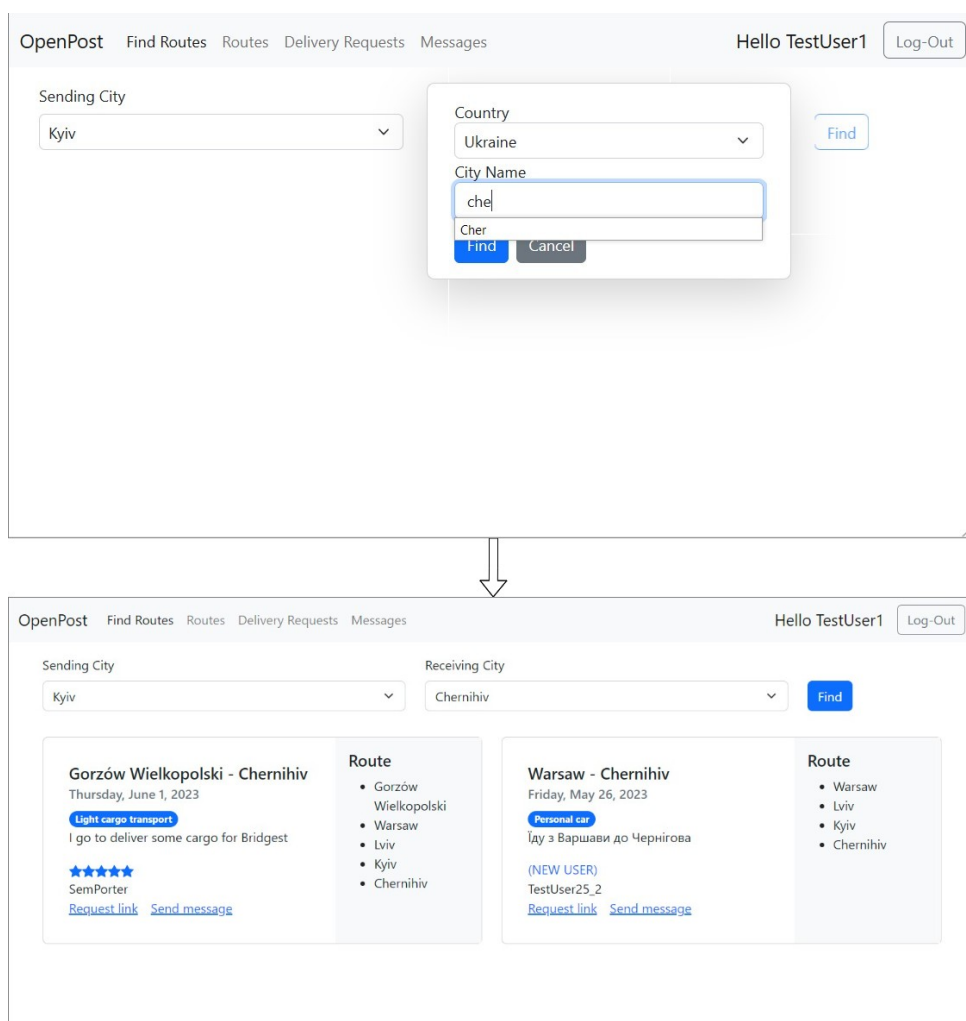 OpenPost Find Routes Routes Delivery Requests Messages Hello TestUser1 Log-Out
Sending City
Kyiv
Country
Ukraine
City Name
che
Cher
Find Cancel
Find
OpenPost Find Routes Routes Delivery Requests Messages Hello TestUser1 Log-Out
Sending City Receiving City
Kyiv Chernihiv Find
Gorzów Wielkopolski - Chernihiv
Thursday, June 1, 2023
Light cargo transport
I go to deliver some cargo for Bridgest
SemPorter
Request link Send message
Route
• Gorzów
Wielkopolski
• Warsaw
• Lviv
• Kyiv
• Chernihiv
Warsaw - Chernihiv
Friday, May 26, 2023
Personal car
Їду з Варшави до Чернігова
(NEW USER)
TestUser25_2
Request link Send message
Route
• Warsaw
• Lviv
• Kyiv
• Chernihiv